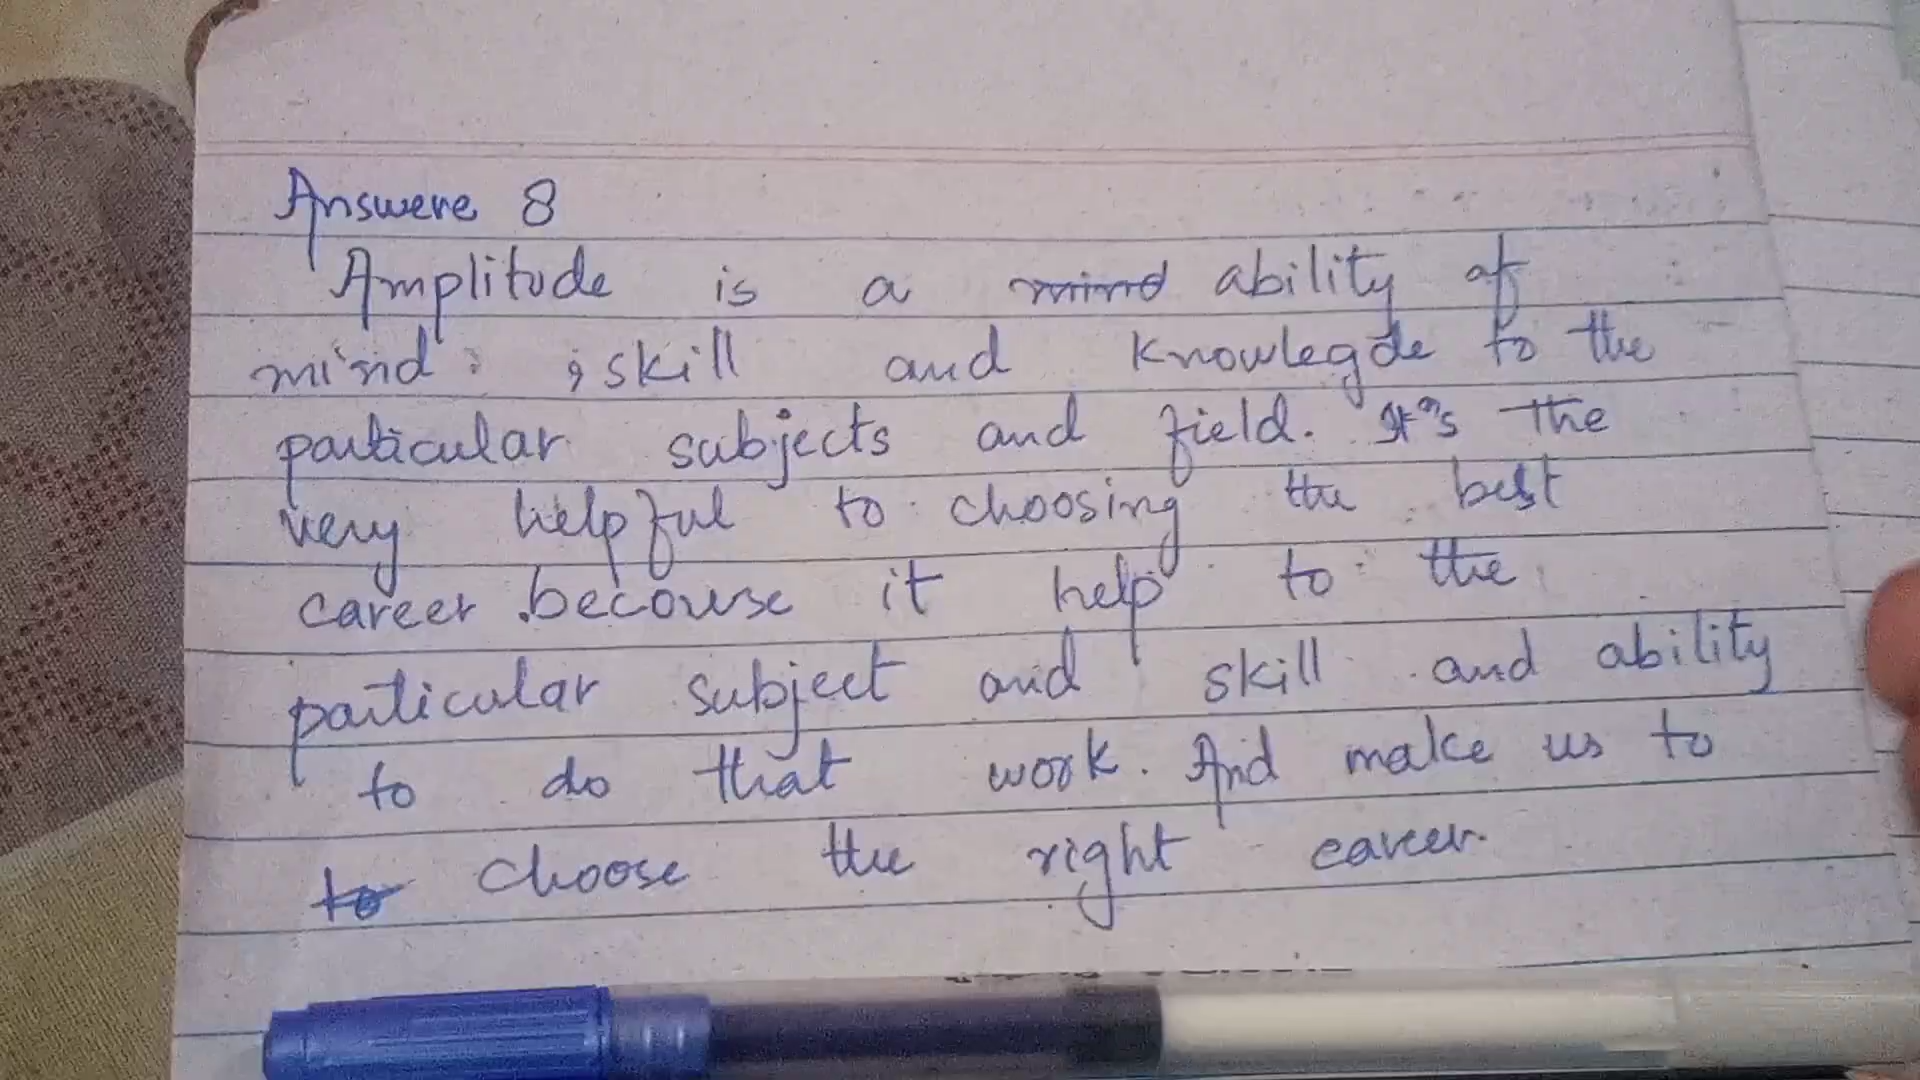 Answere 8
Amplitude is a mind ability of
mind , skill and knowlegde to the
particular subjects and field. It's the
very helpful to choosing the best
career .becouse it help to the
particular subject and skill and ability
to do that work. And make us to
to choose the right career.